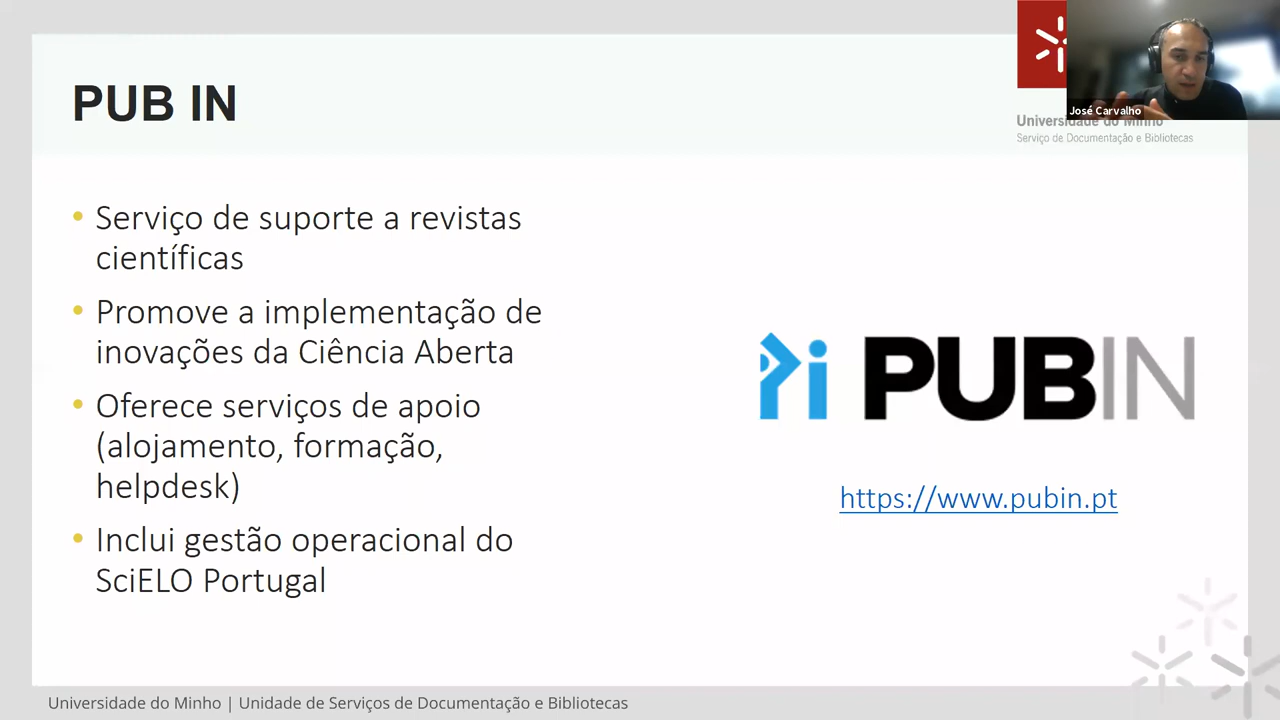 PUB IN
José Carvalho
Universidade do Minho
Serviço de Documentação e Bibliotecas
• Serviço de suporte a revistas
científicas
• Promove a implementação de
inovações da Ciência Aberta
• Oferece serviços de apoio
(alojamento, formação,
helpdesk)
• Inclui gestão operacional do
SciELO Portugal
PUBIN
https://www.pubin.pt
Universidade do Minho | Unidade de Serviços de Documentação e Bibliotecas